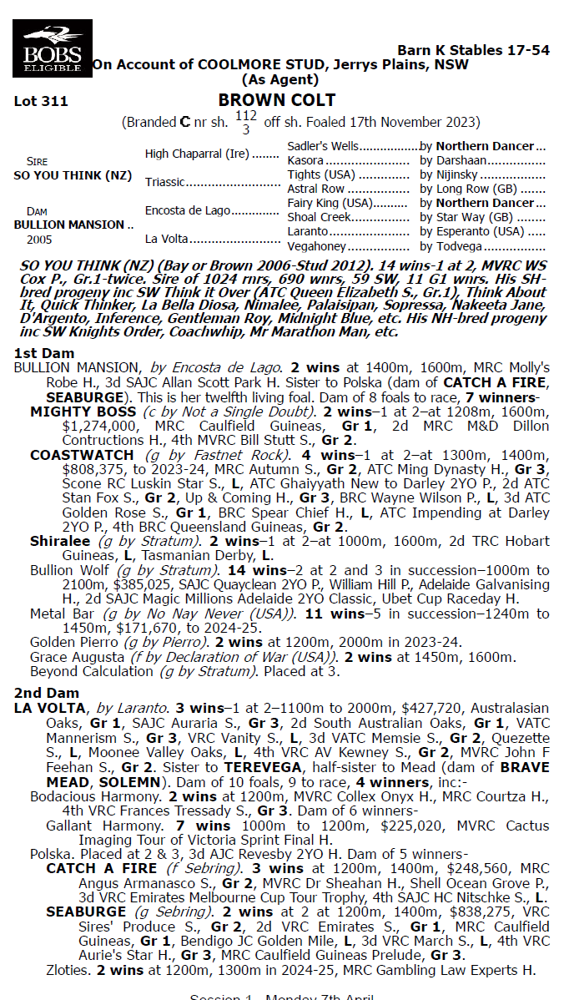 BOBS
ELIGIBLE
Barn K Stables 17-54
On Account of COOLMORE STUD, Jerrys Plains, NSW
(As Agent)
Lot 311
BROWN COLT
(Branded C nr sh. 112/3 off sh. Foaled 17th November 2023)
SIRE
SO YOU THINK (NZ)
DAM
BULLION MANSION ..
2005
High Chaparral (Ire) ........
Triassic..........................
Encosta de Lago..............
La Volta.........................
Sadler's Wells.................by Northern Dancer ...
Kasora ....................... by Darshaan................
Tights (USA) .............. by Nijinsky ..................
Astral Row ................. by Long Row (GB) .......
Fairy King (USA).......... by Northern Dancer ...
Shoal Creek................ by Star Way (GB) ........
Laranto...................... by Esperanto (USA) .....
Vegahoney ................. by Todvega .................
SO YOU THINK (NZ) (Bay or Brown 2006-Stud 2012). 14 wins-1 at 2, MVRC WS
Cox P., Gr.1-twice. Sire of 1024 rnrs, 690 wnrs, 59 SW, 11 G1 wnrs. His SH-
bred progeny inc SW Think it Over (ATC Queen Elizabeth S., Gr.1), Think About
It, Quick Thinker, La Bella Diosa, Nimalee, Palaisipan, Sopressa, Nakeeta Jane,
D'Argento, Inference, Gentleman Roy, Midnight Blue, etc. His NH-bred progeny
inc SW Knights Order, Coachwhip, Mr Marathon Man, etc.
1st Dam
BULLION MANSION, by Encosta de Lago. 2 wins at 1400m, 1600m, MRC Molly's
Robe H., 3d SAJC Allan Scott Park H. Sister to Polska (dam of CATCH A FIRE,
SEABURGE). This is her twelfth living foal. Dam of 8 foals to race, 7 winners-
MIGHTY BOSS (c by Not a Single Doubt). 2 wins–1 at 2–at 1208m, 1600m,
$1,274,000, MRC Caulfield Guineas, Gr 1, 2d MRC M&D Dillon
Contructions H., 4th MVRC Bill Stutt S., Gr 2.
COASTWATCH (g by Fastnet Rock). 4 wins–1 at 2–at 1300m, 1400m,
$808,375, to 2023-24, MRC Autumn S., Gr 2, ATC Ming Dynasty H., Gr 3,
Scone RC Luskin Star S., L, ATC Ghaiyyath New to Darley 2YO P., 2d ATC
Stan Fox S., Gr 2, Up & Coming H., Gr 3, BRC Wayne Wilson P., L, 3d ATC
Golden Rose S., Gr 1, BRC Spear Chief H., L, ATC Impending at Darley
2YO P., 4th BRC Queensland Guineas, Gr 2.
Shiralee (g by Stratum). 2 wins–1 at 2–at 1000m, 1600m, 2d TRC Hobart
Guineas, L, Tasmanian Derby, L.
Bullion Wolf (g by Stratum). 14 wins–2 at 2 and 3 in succession–1000m to
2100m, $385,025, SAJC Quayclean 2YO P., William Hill P., Adelaide Galvanising
H., 2d SAJC Magic Millions Adelaide 2YO Classic, Ubet Cup Raceday H.
Metal Bar (g by No Nay Never (USA)). 11 wins–5 in succession–1240m to
1450m, $171,670, to 2024-25.
Golden Pierro (g by Pierro). 2 wins at 1200m, 2000m in 2023-24.
Grace Augusta (f by Declaration of War (USA)). 2 wins at 1450m, 1600m.
Beyond Calculation (g by Stratum). Placed at 3.
2nd Dam
LA VOLTA, by Laranto. 3 wins–1 at 2–1100m to 2000m, $427,720, Australasian
Oaks, Gr 1, SAJC Auraria S., Gr 3, 2d South Australian Oaks, Gr 1, VATC
Mannerism S., Gr 3, VRC Vanity S., L, 3d VATC Memsie S., Gr 2, Quezette
S., L, Moonee Valley Oaks, L, 4th VRC AV Kewney S., Gr 2, MVRC John F
Feehan S., Gr 2. Sister to TEREVEGA, half-sister to Mead (dam of BRAVE
MEAD, SOLEMN). Dam of 10 foals, 9 to race, 4 winners, inc:-
Bodacious Harmony. 2 wins at 1200m, MVRC Collex Onyx H., MRC Courtza H.,
4th VRC Frances Tressady S., Gr 3. Dam of 6 winners-
Gallant Harmony. 7 wins 1000m to 1200m, $225,020, MVRC Cactus
Imaging Tour of Victoria Sprint Final H.
Polska. Placed at 2 & 3, 3d AJC Revesby 2YO H. Dam of 5 winners-
CATCH A FIRE (f Sebring). 3 wins at 1200m, 1400m, $248,560, MRC
Angus Armanasco S., Gr 2, MVRC Dr Sheahan H., Shell Ocean Grove P.,
3d VRC Emirates Melbourne Cup Tour Trophy, 4th SAJC HC Nitschke S., L.
SEABURGE (g Sebring). 2 wins at 2 at 1200m, 1400m, $838,275, VRC
Sires' Produce S., Gr 2, 2d VRC Emirates S., Gr 1, MRC Caulfield
Guineas, Gr 1, Bendigo JC Golden Mile, L, 3d VRC March S., L, 4th VRC
Aurie's Star H., Gr 3, MRC Caulfield Guineas Prelude, Gr 3.
Zloties. 2 wins at 1200m, 1300m in 2024-25, MRC Gambling Law Experts H.
Session 1 - Monday 7th April